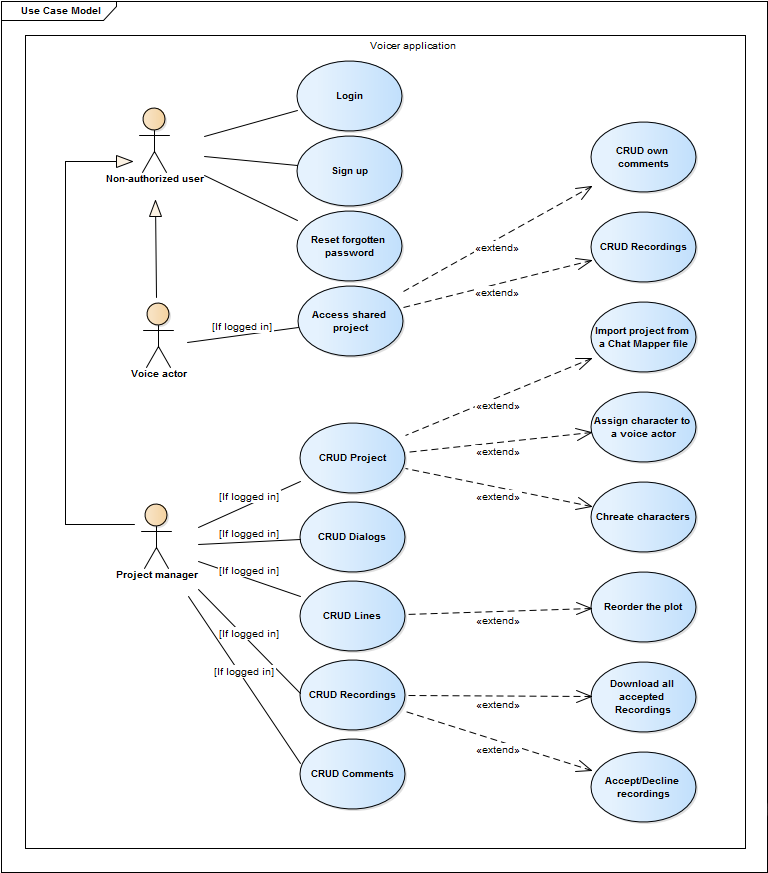 Use Case Model
Voicer application
Login
Non-authorized user
Sign up
Reset forgotten
password
CRUD own
comments
«extend»
CRUD Recordings
«extend»
Access shared
project
[If logged in]
Voice actor
Import project from
a Chat Mapper file
«extend»
Assign character to
a voice actor
«extend»
CRUD Project
[If logged in]
«extend»
Chreate characters
[If logged in]
CRUD Dialogs
Project manager
[If logged in]
CRUD Lines
«extend»
Reorder the plot
[If logged in]
[If logged in]
CRUD Recordings
«extend»
Download all
accepted
Recordings
«extend»
CRUD Comments
Accept/Decline
recordings